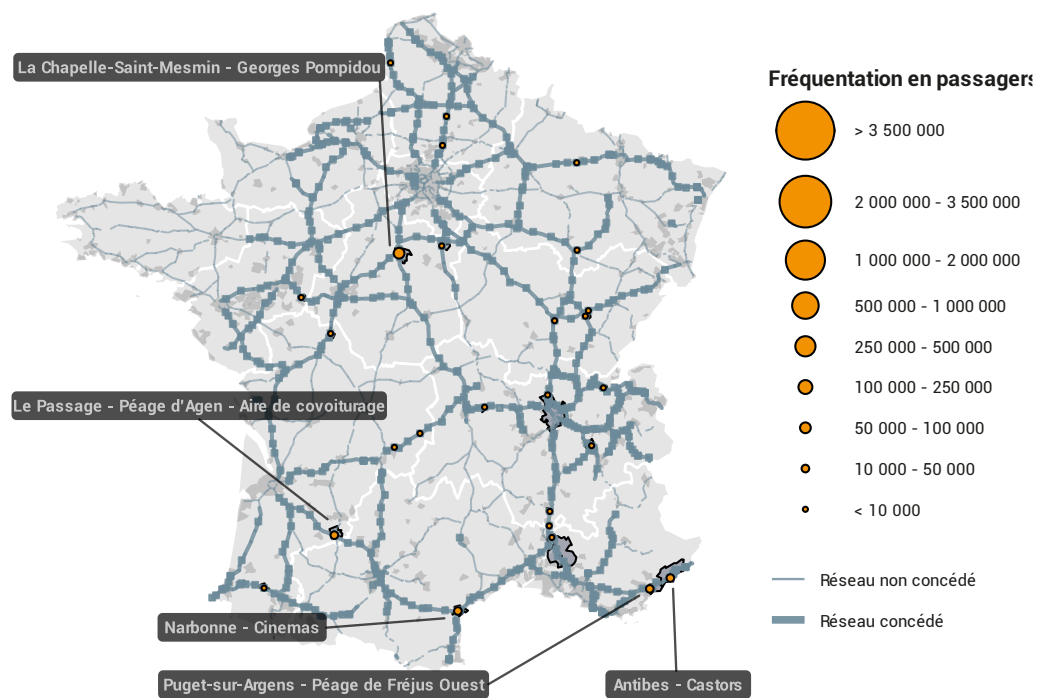 La Chapelle-Saint-Mesmin - Georges Pompidou
Le Passage - Péage d'Agen - Aire de covoiturage
Narbonne - Cinemas
Puget-sur-Argens - Péage de Fréjus Ouest
Antibes - Castors
Fréquentation en passagers
> 3 500 000
2 000 000 - 3 500 000
1 000 000 - 2 000 000
500 000 - 1 000 000
250 000 - 500 000
100 000 - 250 000
50 000 - 100 000
10 000 - 50 000
< 10 000
Réseau non concédé
Réseau concédé